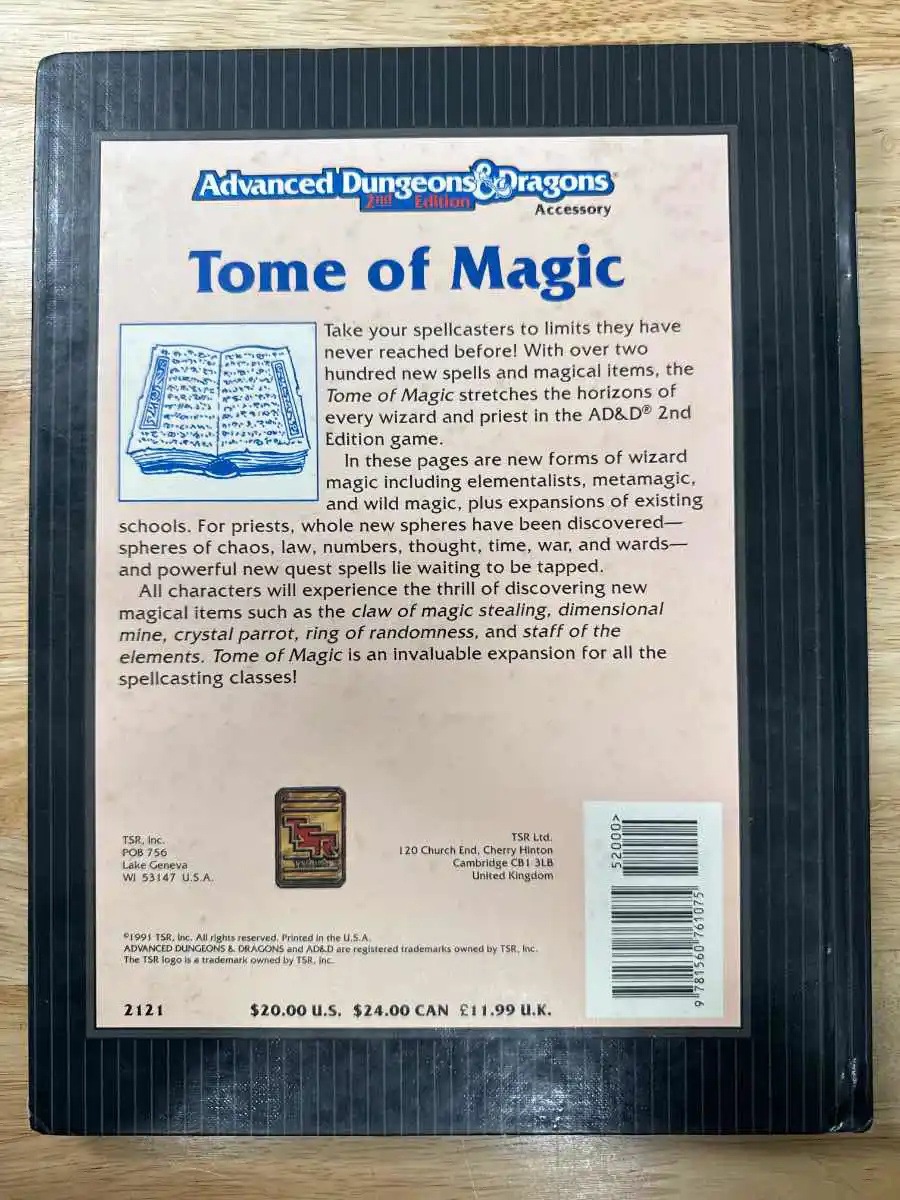 Advanced Dungeons & Dragons®
2nd Edition
Accessory
Tome of Magic
Take your spellcasters to limits they have
never reached before! With over two
hundred new spells and magical items, the
Tome of Magic stretches the horizons of
every wizard and priest in the AD&D® 2nd
Edition game.
In these pages are new forms of wizard
magic including elementalists, metamagic,
and wild magic, plus expansions of existing
schools. For priests, whole new spheres have been discovered—
spheres of chaos, law, numbers, thought, time, war, and wards—
and powerful new quest spells lie waiting to be tapped.
All characters will experience the thrill of discovering new
magical items such as the claw of magic stealing, dimensional
mine, crystal parrot, ring of randomness, and staff of the
elements. Tome of Magic is an invaluable expansion for all the
spellcasting classes!
TSR, Inc.
POB 756
Lake Geneva
WI 53147 U.S.A.
TSR
TSR Ltd.
120 Church End, Cherry Hinton
Cambridge CB1 3LB
United Kingdom
52000>
9 781560 761075
©1991 TSR, Inc. All rights reserved. Printed in the U.S.A.
ADVANCED DUNGEONS & DRAGONS and AD&D are registered trademarks owned by TSR, Inc.
The TSR logo is a trademark owned by TSR, Inc.
2121
$20.00 U.S. $24.00 CAN £11.99 U.K.